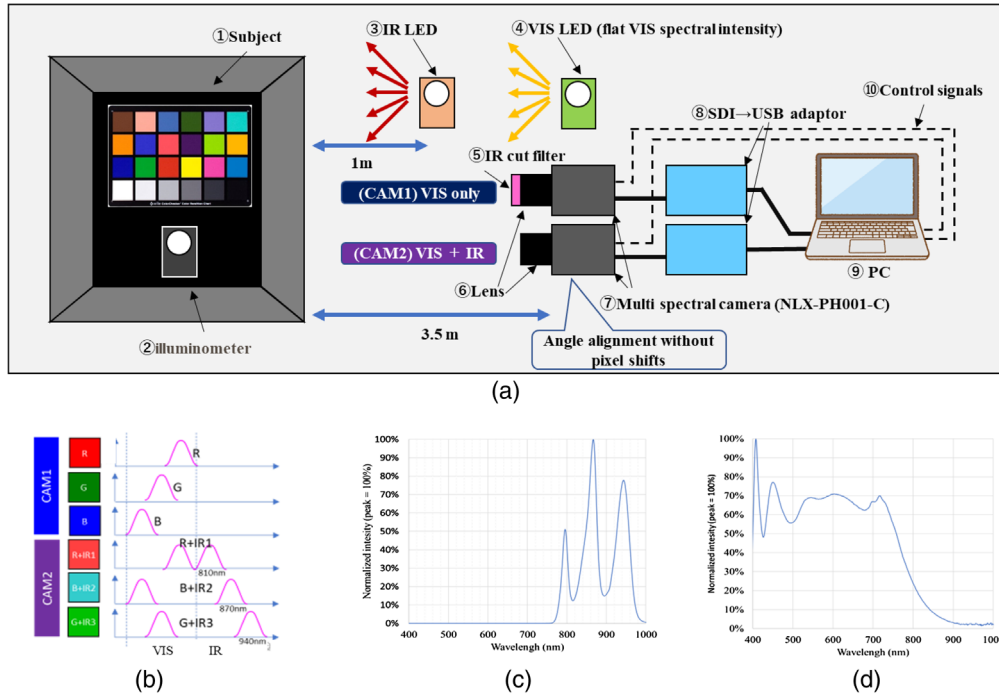 ①Subject
③IR LED
④VIS LED (flat VIS spectral intensity)
⑩Control signals
⑧SDI→USB adaptor
1m
⑤IR cut filter
(CAM1) VIS only
(CAM2) VIS + IR
⑥Lens
⑨ PC
⑦Multi spectral camera (NLX-PH001-C)
3.5 m
Angle alignment without
pixel shifts
②illuminometer
(a)
CAM1
R
R
G
G
B
B
CAM2
R+IR1
R+IR1
810nm
B+IR2
B+IR2
870nm
G+IR3
G+IR3
940nm
VIS
IR
(b)
Normalized intesity (peak = 100%)
100%
90%
80%
70%
60%
50%
40%
30%
20%
10%
0%
400 500 600 700 800 900 1000
Wavelengh (nm)
(c)
Normalized intesity (peak = 100%)
100%
90%
80%
70%
60%
50%
40%
30%
20%
10%
0%
400 500 600 700 800 900 1000
Wavelengh (nm)
(d)